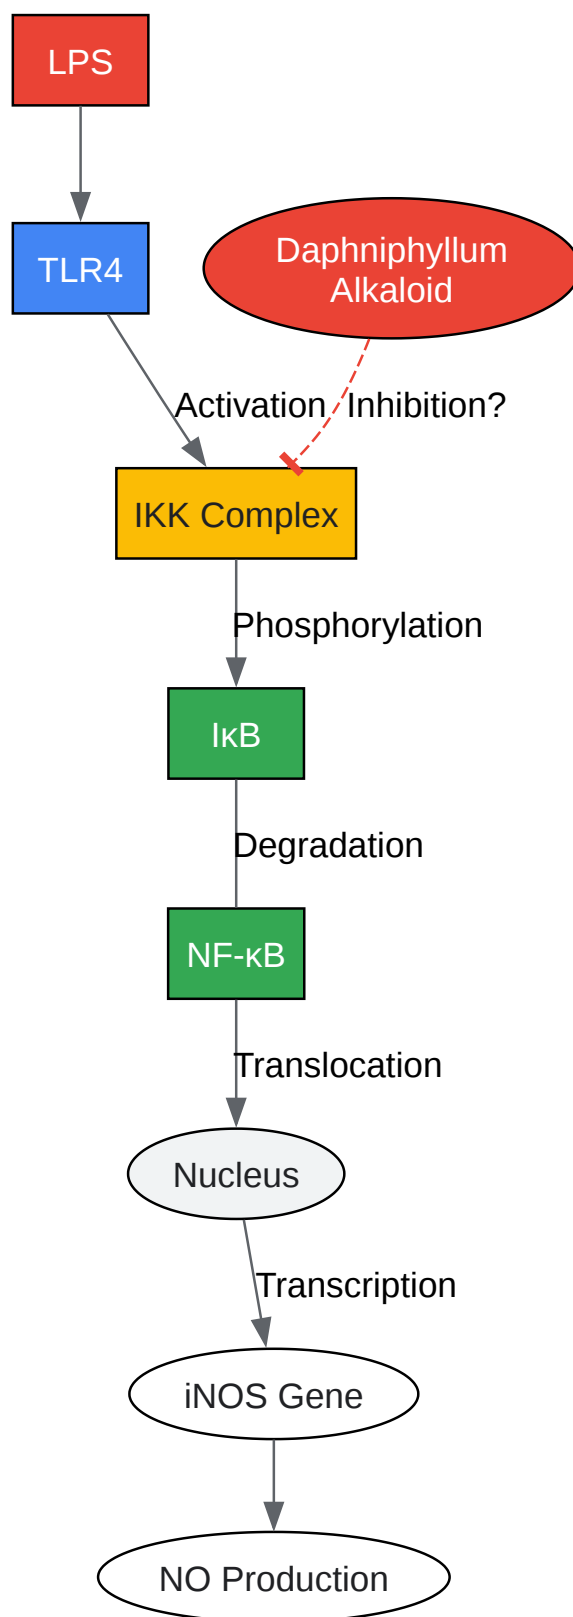 LPS
TLR4
Daphniphyllum
Alkaloid
Activation
Inhibition?
IKK Complex
Phosphorylation
IκB
Degradation
NF-κB
Translocation
Nucleus
Transcription
iNOS Gene
NO Production